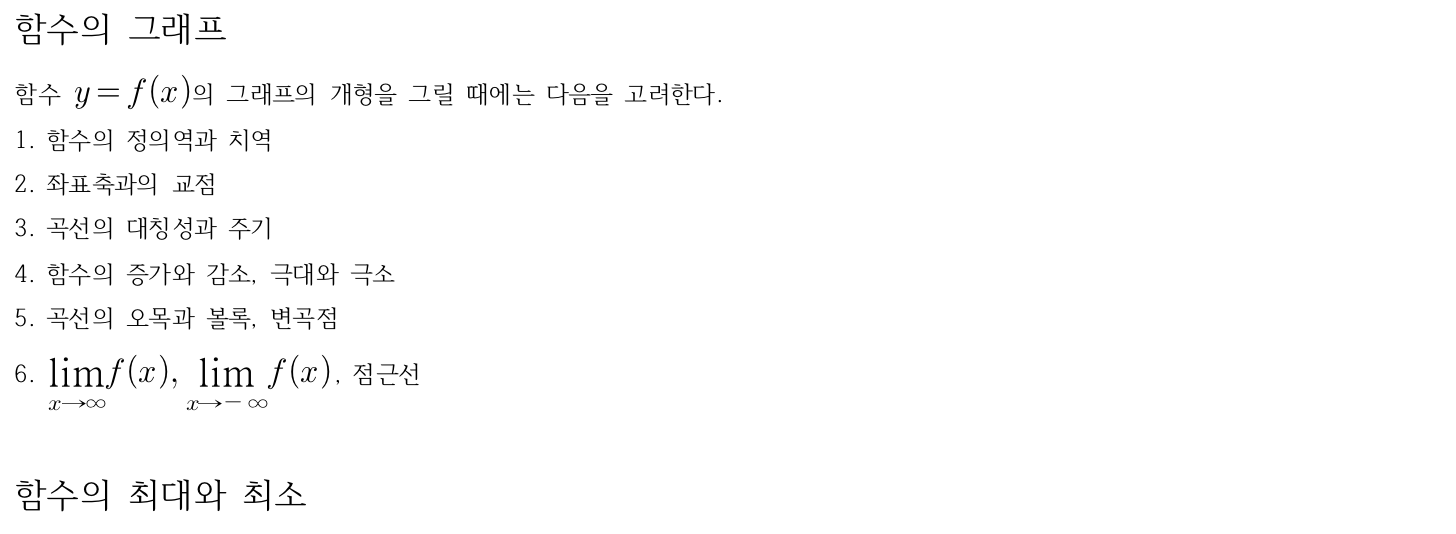 함수의 그래프
함수 y=f(x)의 그래프의 개형을 그릴 때에는 다음을 고려한다.
1. 함수의 정의역과 치역
2. 좌표축과의 교점
3. 곡선의 대칭성과 주기
4. 함수의 증가와 감소, 극대와 극소
5. 곡선의 오목과 볼록, 변곡점
6. lim_{x→∞} f(x), lim_{x→-∞} f(x), 점근선
함수의 최대와 최소